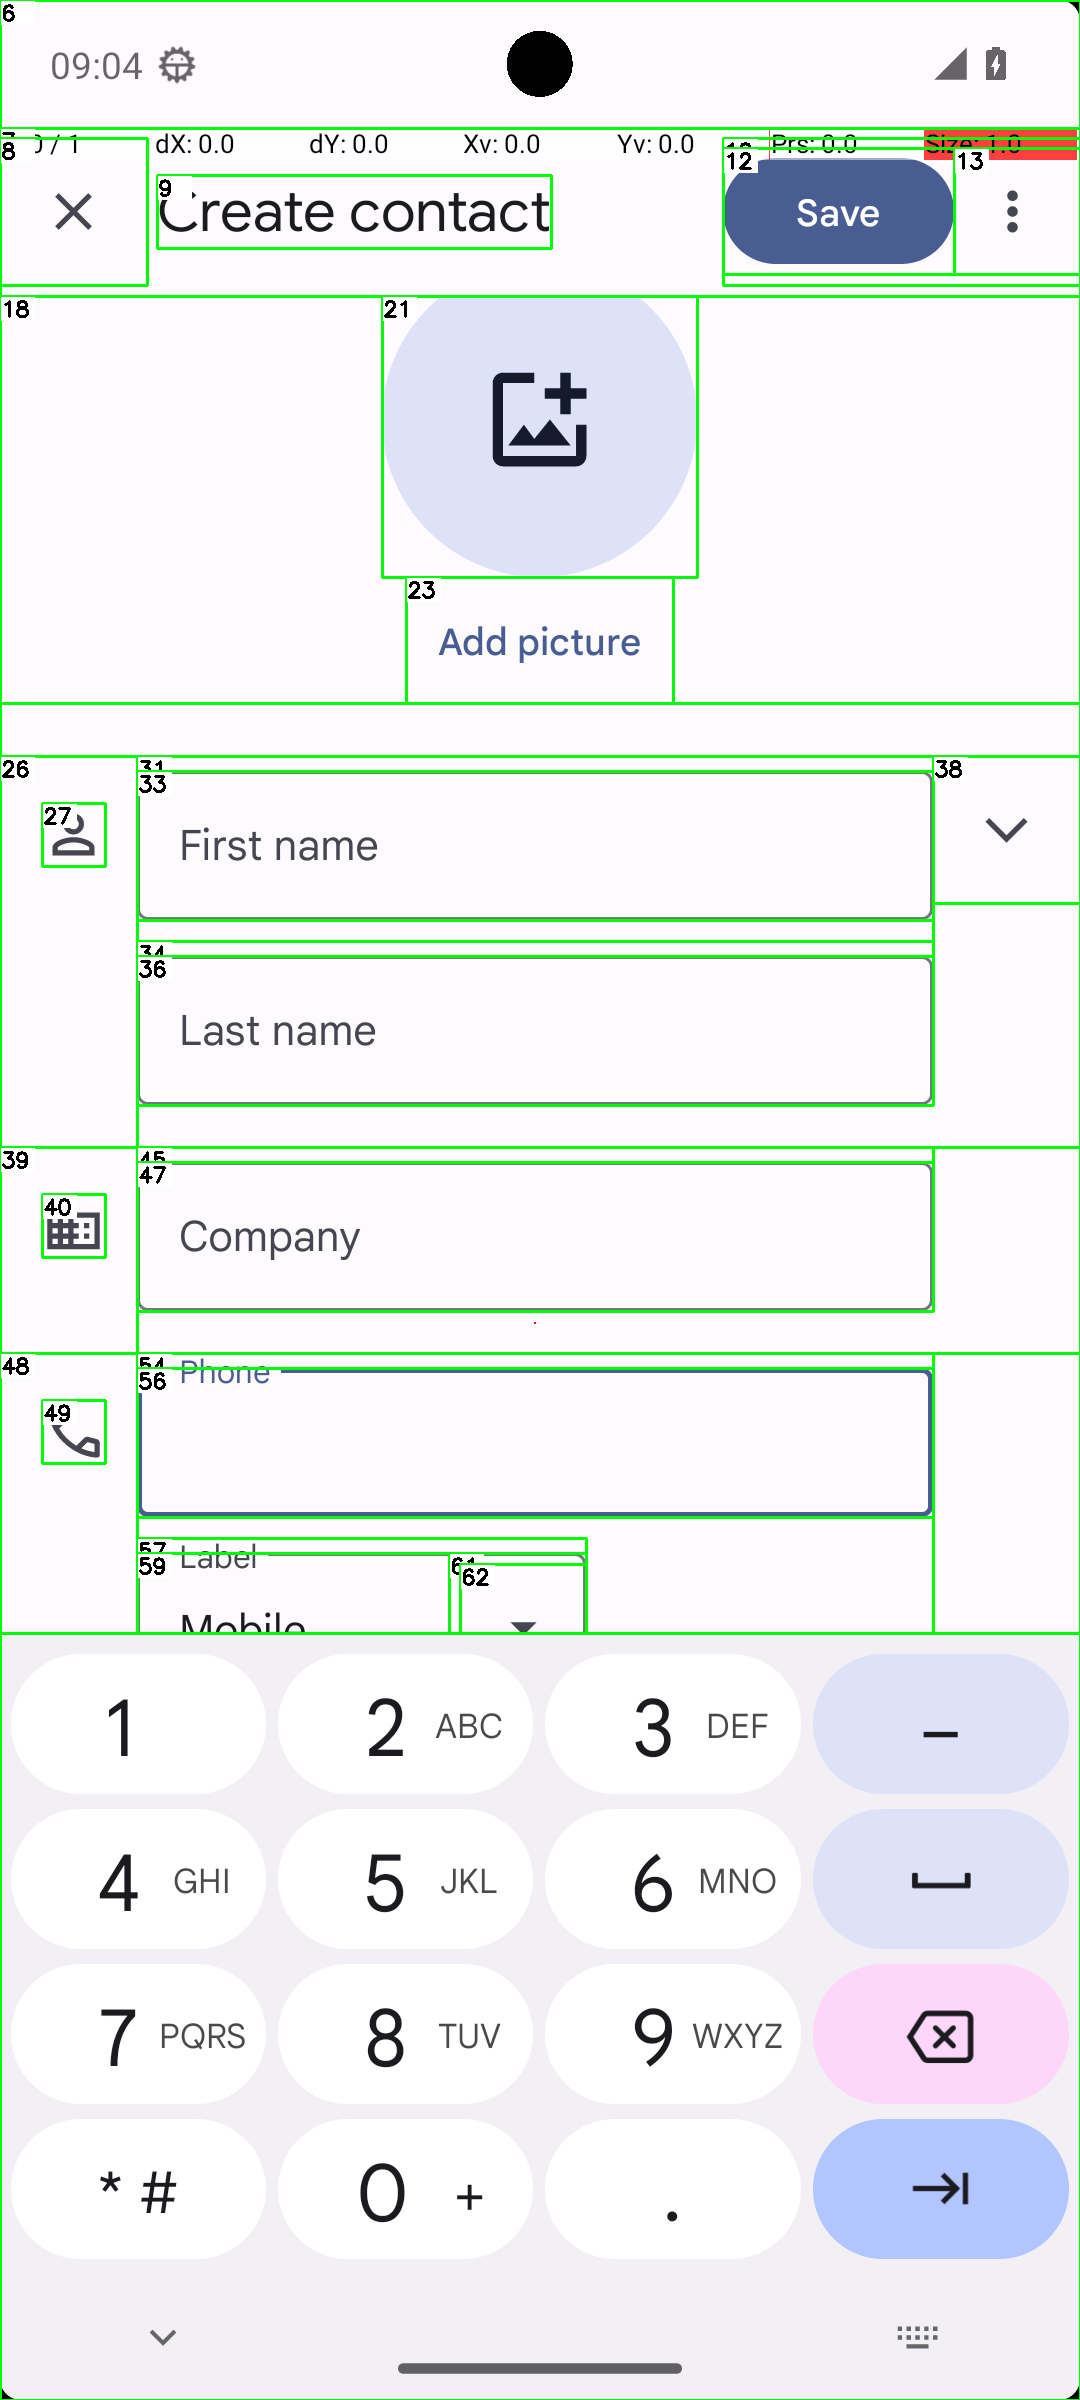 6
09:04
0 / 1
dX: 0.0
dY: 0.0
Xv: 0.0
Yv: 0.0
Prs: 0.0
Size: 1.0
8
9
Create contact
12
Save
13
18
21
23
Add picture
26
27
31
33
First name
38
34
36
Last name
39
40
45
47
Company
48
49
54
56
Phone
57
59
Label
Mobile
61
62
1
2 ABC
3 DEF
–
4 GHI
5 JKL
6 MNO
7 PQRS
8 TUV
9 WXYZ
* #
0 +
.